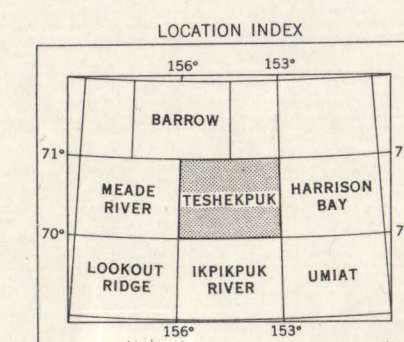 LOCATION INDEX
156° 153°
BARROW
71° 7
MEADE RIVER TESHEKPUK HARRISON BAY
70° 7
LOOKOUT RIDGE IKPIKPUK RIVER UMIAT
156° 153°